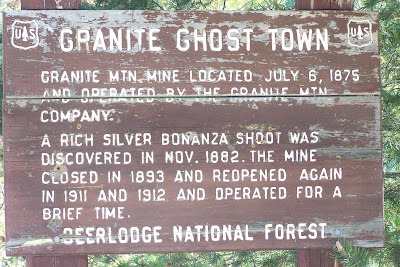 UAS
UAS
GRANITE GHOST TOWN
GRANITE MTN. MINE LOCATED JULY 6, 1875
AND OPERATED BY THE GRANITE MTN.
COMPANY.
A RICH SILVER BONANZA SHOOT WAS
DISCOVERED IN NOV. 1882. THE MINE
CLOSED IN 1893 AND REOPENED AGAIN
IN 1911 AND 1912 AND OPERATED FOR A
BRIEF TIME.
DEERLODGE NATIONAL FOREST